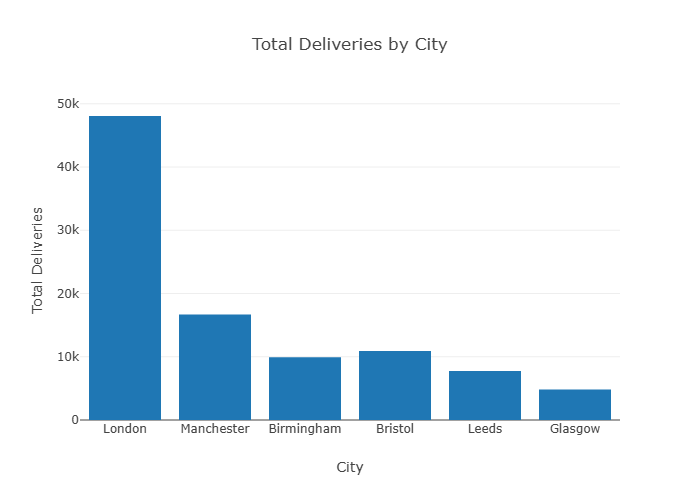 Total Deliveries by City
Total Deliveries
50k
40k
30k
20k
10k
0
London Manchester Birmingham Bristol Leeds Glasgow
City